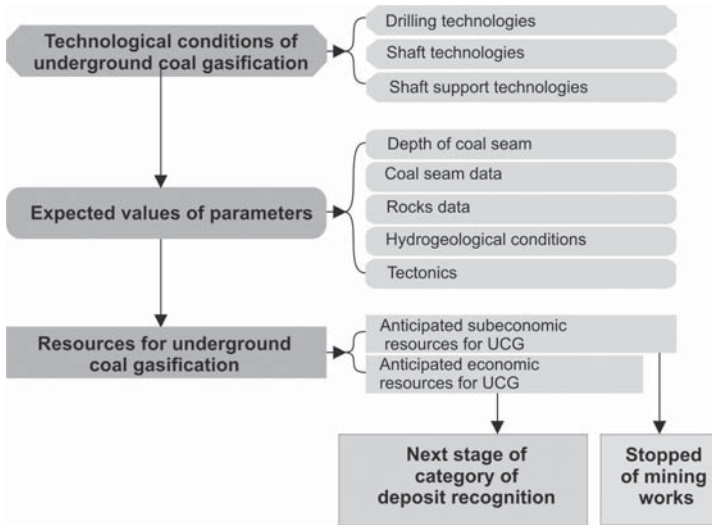 Technological conditions of
underground coal gasification
Drilling technologies
Shaft technologies
Shaft support technologies
Expected values of parameters
Depth of coal seam
Coal seam data
Rocks data
Hydrogeological conditions
Tectonics
Resources for underground
coal gasification
Anticipated subeconomic
resources for UCG
Anticipated economic
resources for UCG
Next stage of
category of
deposit recognition
Stopped
of mining
works